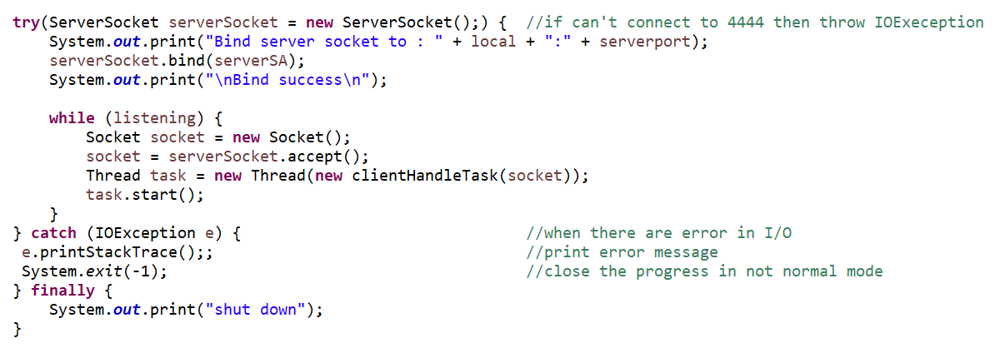 try(ServerSocket serverSocket = new ServerSocket();) {  //if can't connect to 4444 then throw IOExeception
    System.out.print("Bind server socket to : " + local + ":" + serverport);
    serverSocket.bind(serverSA);
    System.out.print("\nBind success\n");

    while (listening) {
        Socket socket = new Socket();
        socket = serverSocket.accept();
        Thread task = new Thread(new clientHandleTask(socket));
        task.start();
    }
} catch (IOException e) {                               //when there are error in I/O
 e.printStackTrace();;                                  //print error message
 System.exit(-1);                                       //close the progress in not normal mode
} finally {
    System.out.print("shut down");
}